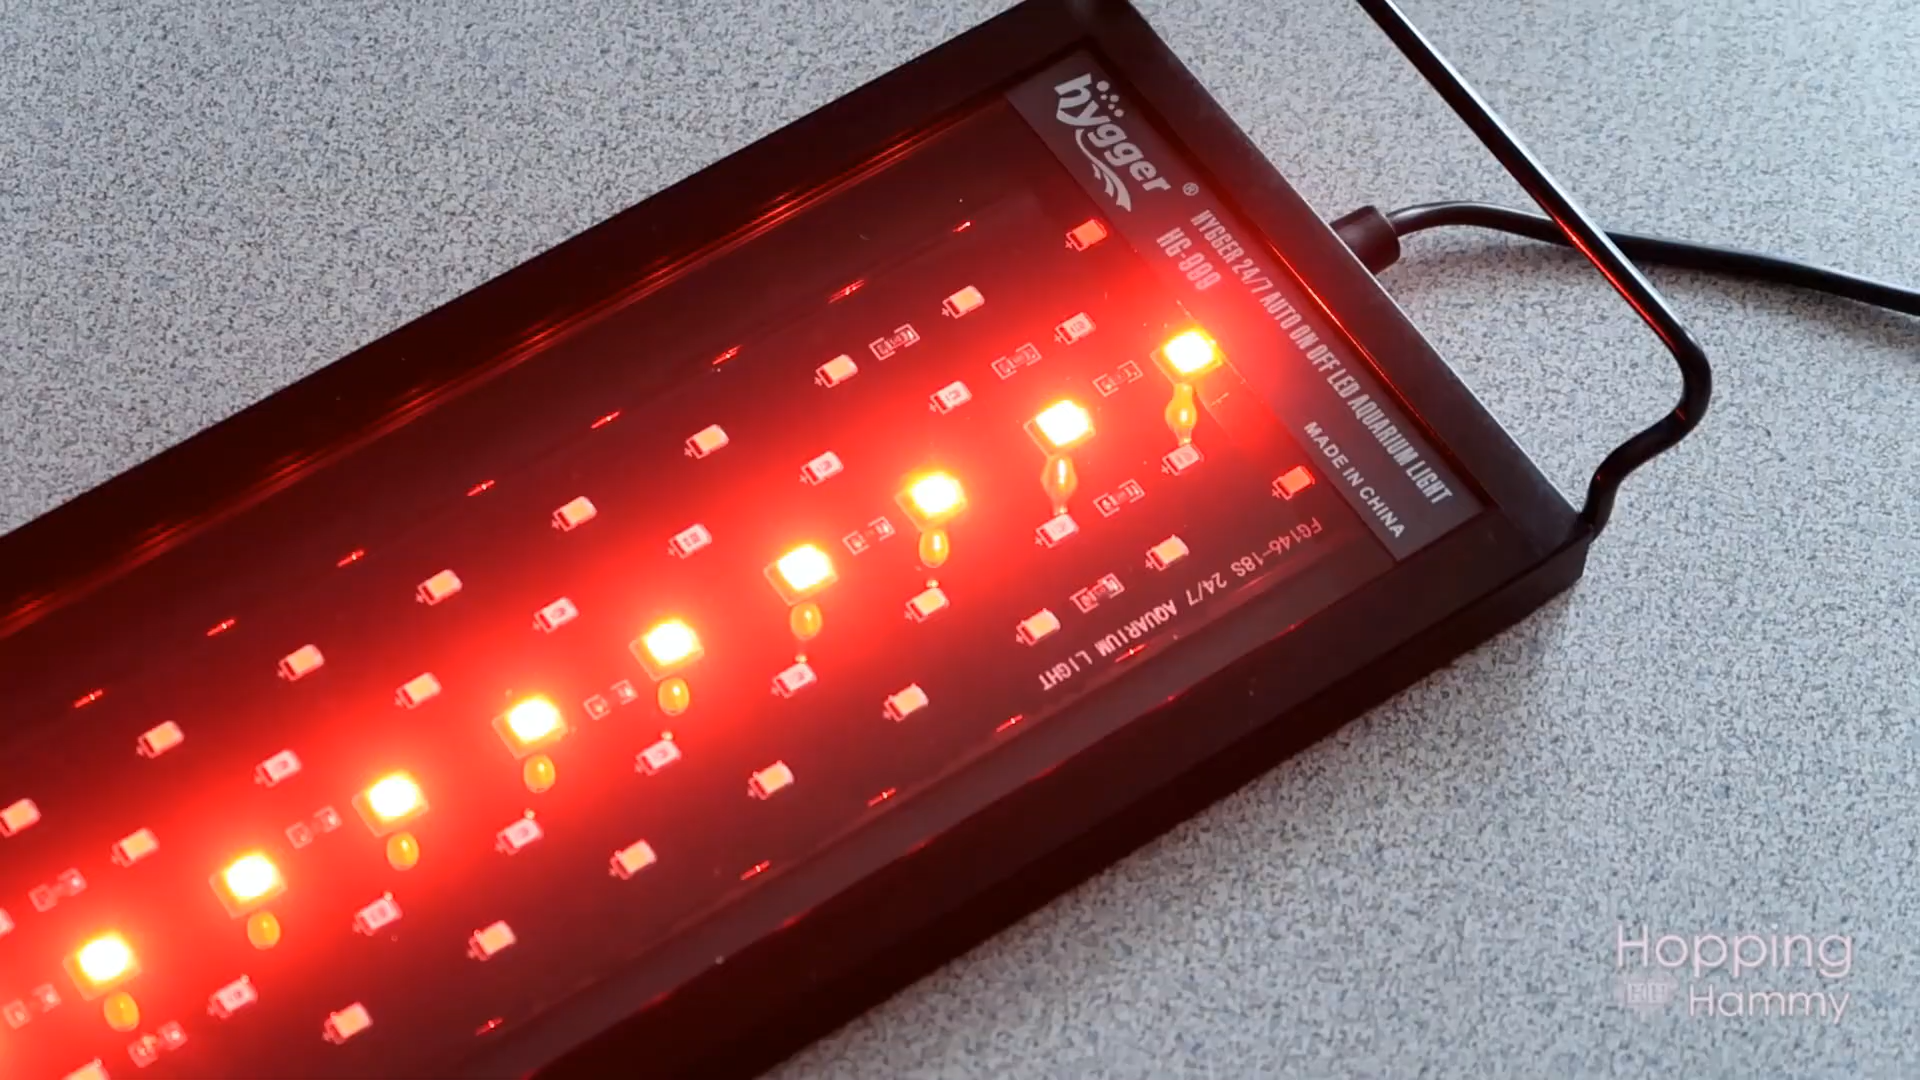 hygger®
HYGGER 24/7 AUTO ON OFF LED AQUARIUM LIGHT
HG-999
MADE IN CHINA
FG146-18S 24/7 AQUARIUM LIGHT
Hopping
Hammy